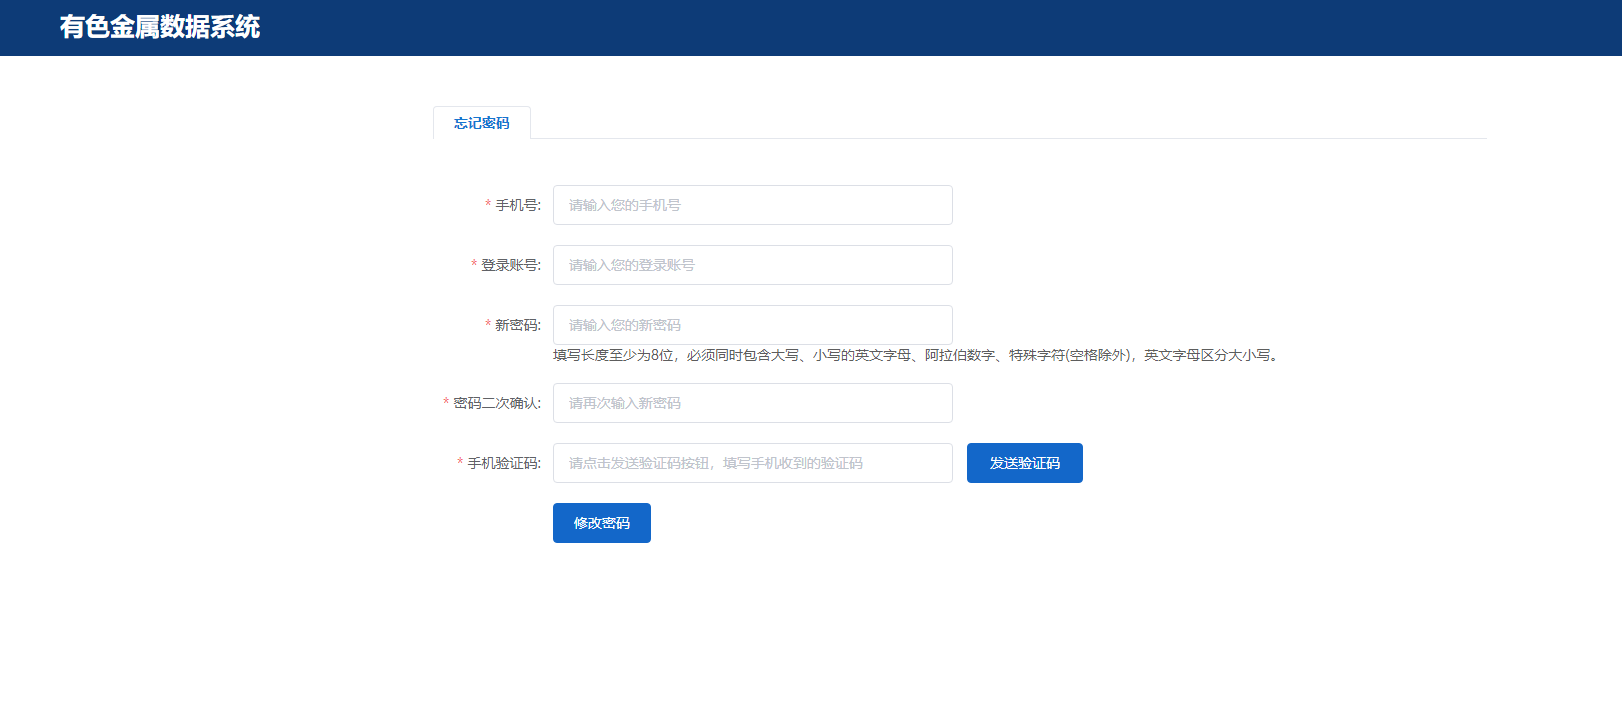 有色金属数据系统
忘记密码
* 手机号: 请输入您的手机号
* 登录账号: 请输入您的登录账号
* 新密码: 请输入您的新密码
填写长度至少为8位，必须同时包含大写、小写的英文字母、阿拉伯数字、特殊字符(空格除外)，英文字母区分大小写。
* 密码二次确认: 请再次输入新密码
* 手机验证码: 请点击发送验证码按钮，填写手机收到的验证码 发送验证码
修改密码